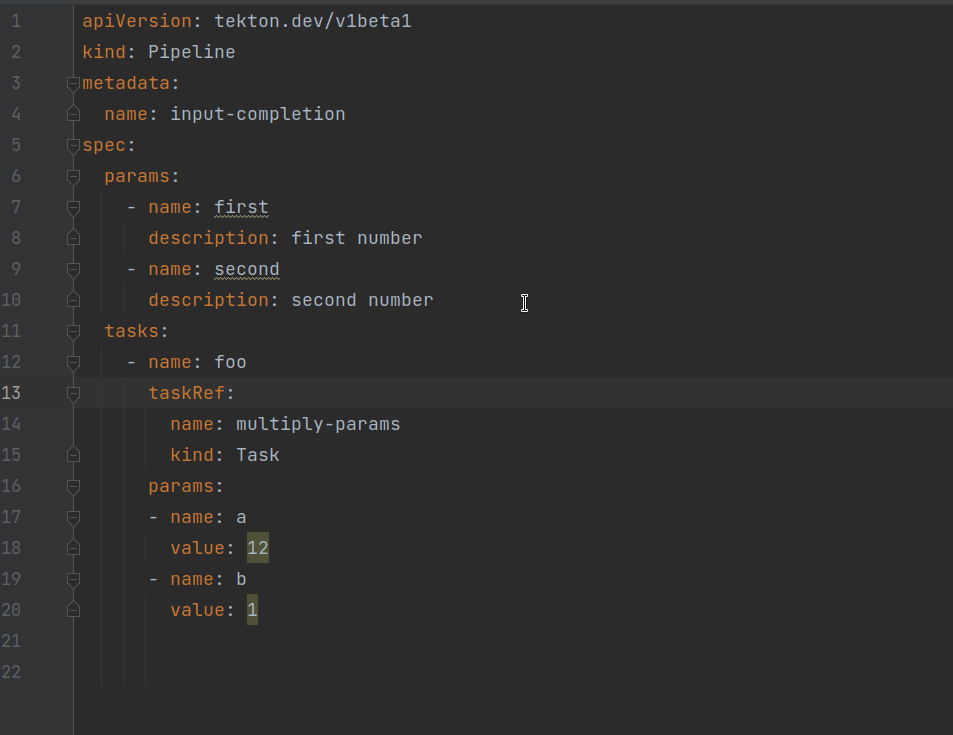 1 apiVersion: tekton.dev/v1beta1
2 kind: Pipeline
3 metadata:
4   name: input-completion
5 spec:
6   params:
7     - name: first
8       description: first number
9     - name: second
10       description: second number
11   tasks:
12     - name: foo
13       taskRef:
14         name: multiply-params
15         kind: Task
16       params:
17       - name: a
18         value: 12
19       - name: b
20         value: 1
21
22